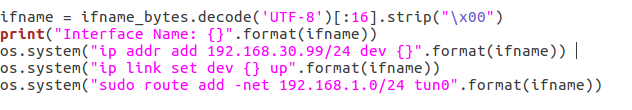 ifname = ifname_bytes.decode('UTF-8')[:16].strip("\x00")
print("Interface Name: {}".format(ifname))
os.system("ip addr add 192.168.30.99/24 dev {}".format(ifname))
os.system("ip link set dev {} up".format(ifname))
os.system("sudo route add -net 192.168.1.0/24 tun0".format(ifname))